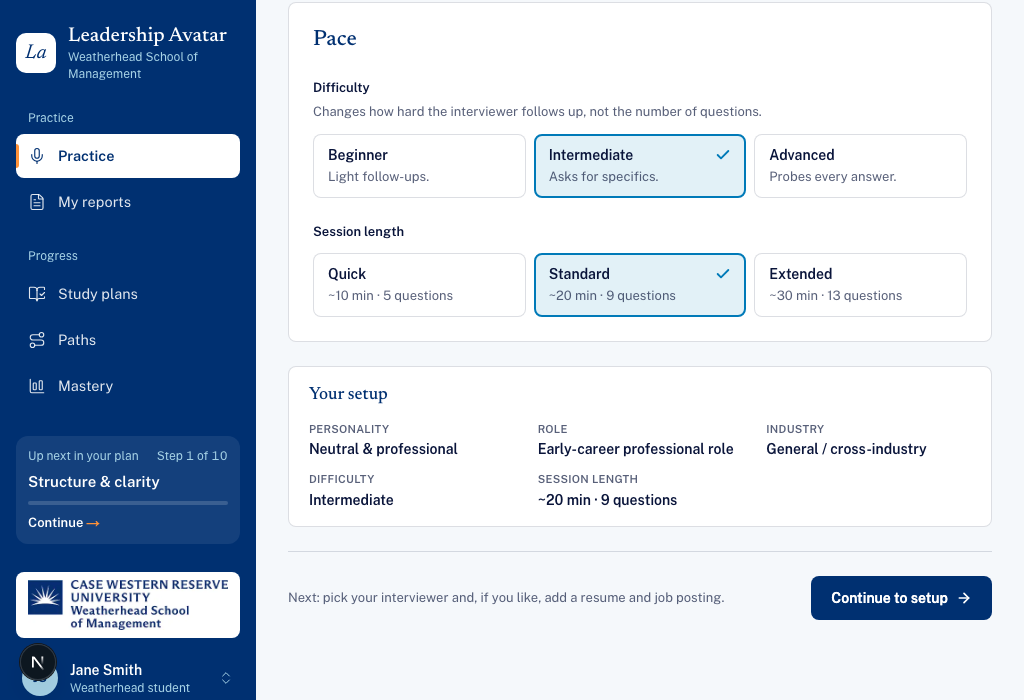 La
Leadership Avatar
Weatherhead School of
Management
Practice
Practice
My reports
Progress
Study plans
Paths
Mastery
Up next in your plan
Step 1 of 10
Structure & clarity
Continue →
CASE WESTERN RESERVE
UNIVERSITY
Weatherhead School
of Management
N
Jane Smith
Weatherhead student
Pace
Difficulty
Changes how hard the interviewer follows up, not the number of questions.
Beginner
Light follow-ups.
Intermediate
Asks for specifics.
Advanced
Probes every answer.
Session length
Quick
~10 min · 5 questions
Standard
~20 min · 9 questions
Extended
~30 min · 13 questions
Your setup
PERSONALITY
Neutral & professional
ROLE
Early-career professional role
INDUSTRY
General / cross-industry
DIFFICULTY
Intermediate
SESSION LENGTH
~20 min · 9 questions
Next: pick your interviewer and, if you like, add a resume and job posting.
Continue to setup →